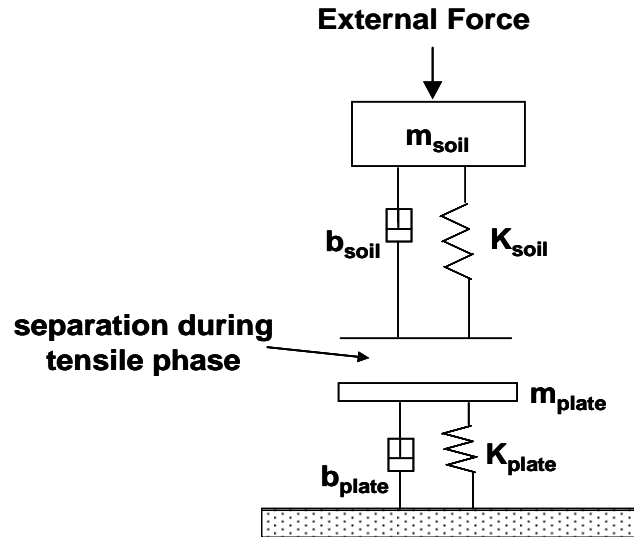 External Force
m_soil
b_soil
K_soil
separation during
tensile phase
m_plate
b_plate
K_plate